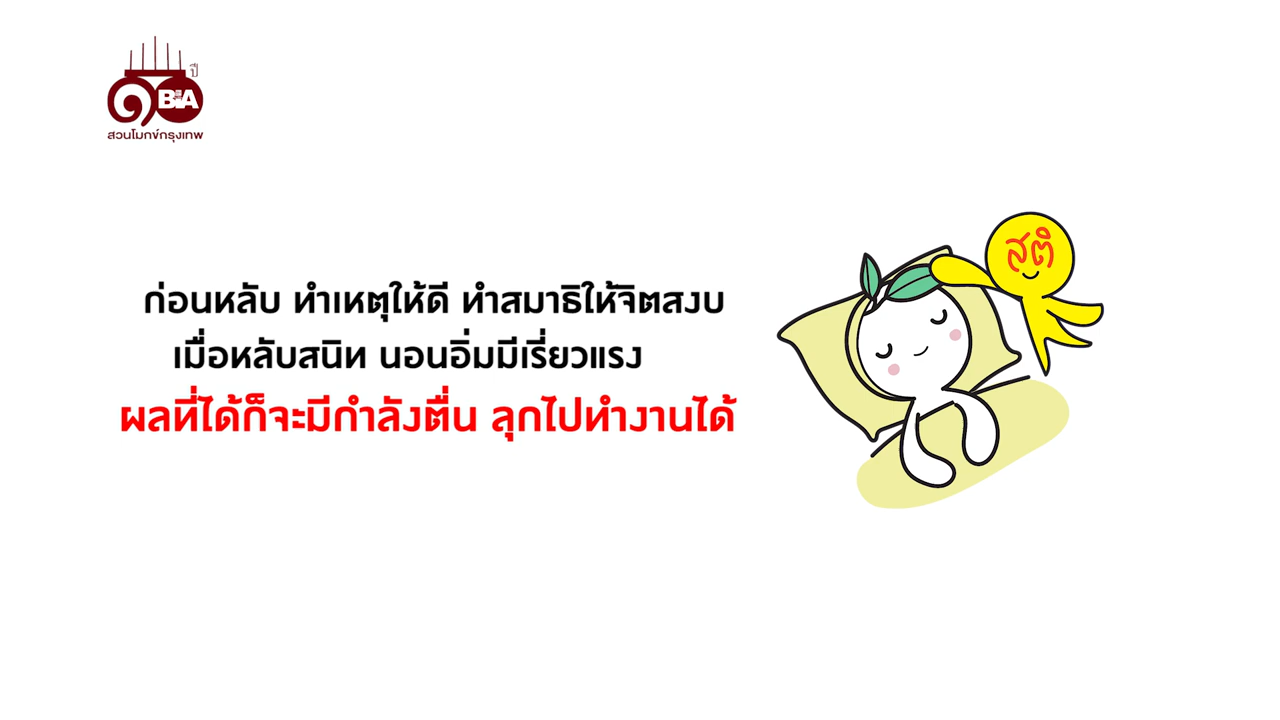 ปี
๑๐
BIA
สวนโมกข์กรุงเทพ
สติ
ก่อนหลับ ทำเหตุให้ดี ทำสมาธิให้จิตสงบ
เมื่อหลับสนิท นอนอิ่มมีเรี่ยวแรง
ผลที่ได้ก็จะมีกำลังตื่น ลุกไปทำงานได้